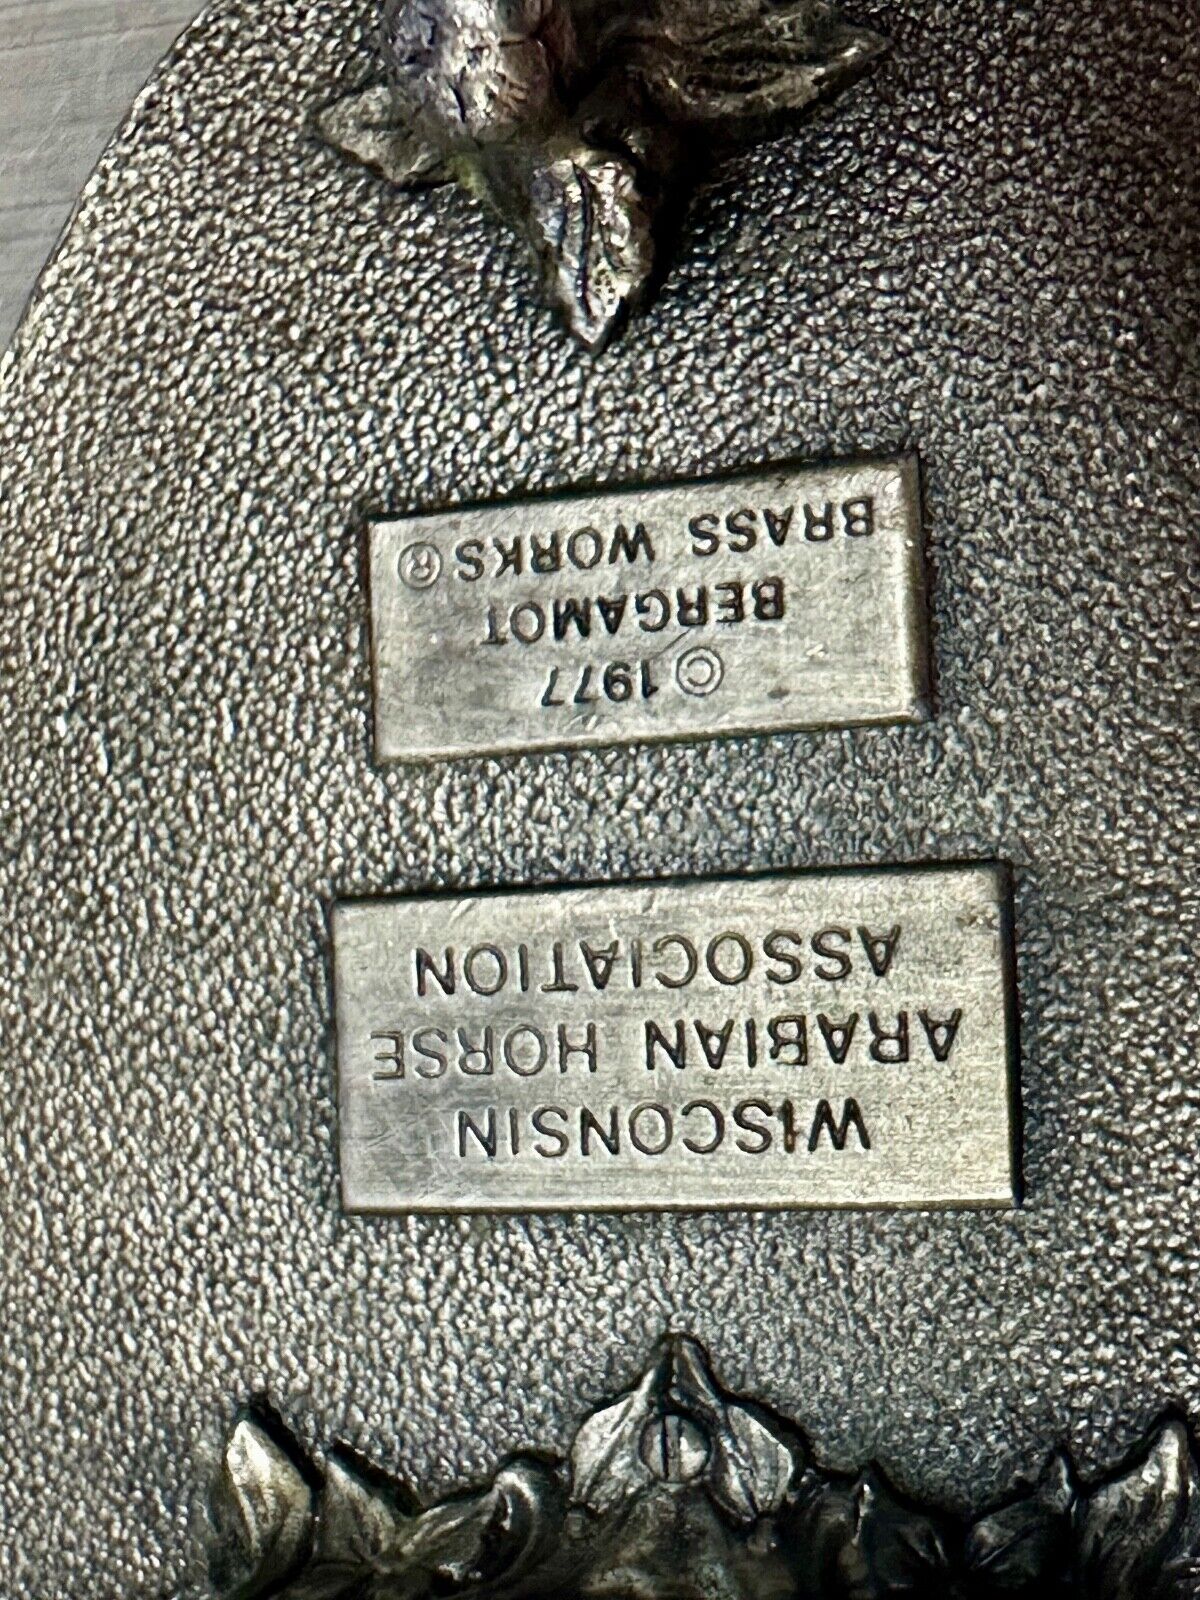 WISCONSIN
ARABIAN HORSE
ASSOCIATION
©1977
BERGAMOT
BRASS WORKS®